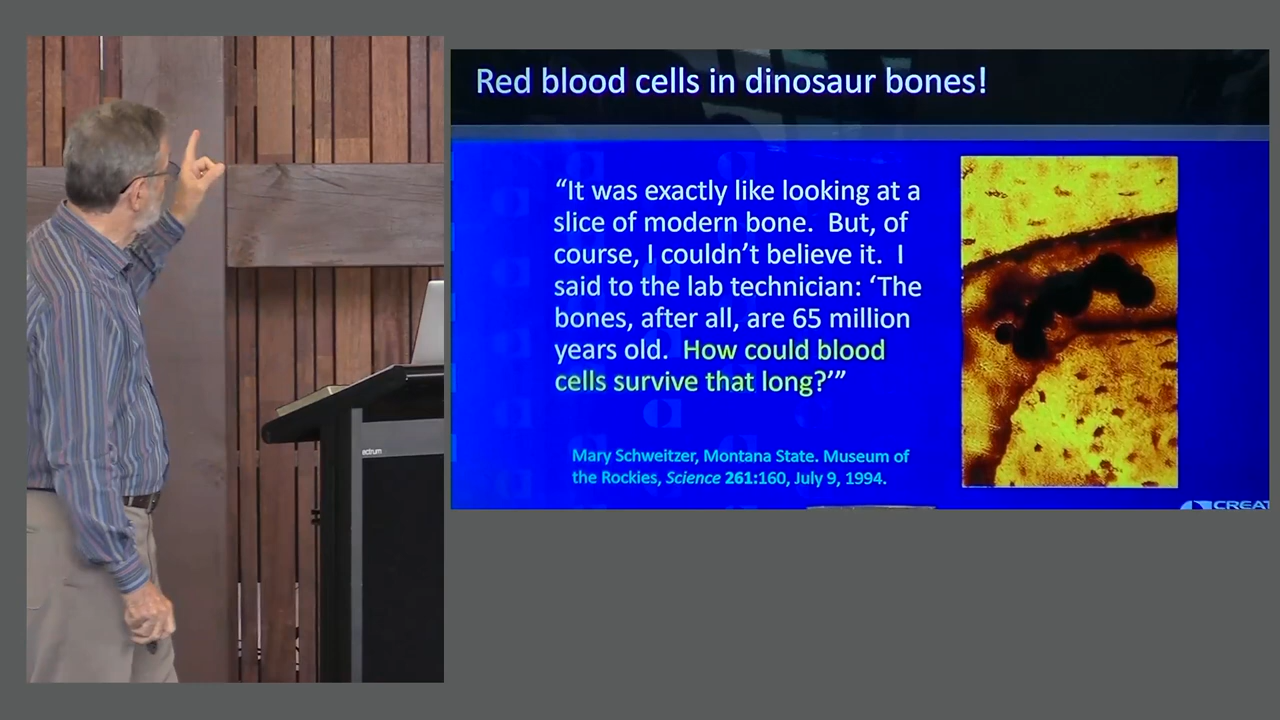 Red blood cells in dinosaur bones!
“It was exactly like looking at a
slice of modern bone. But, of
course, I couldn’t believe it. I
said to the lab technician: ‘The
bones, after all, are 65 million
years old. How could blood
cells survive that long?’”
Mary Schweitzer, Montana State. Museum of
the Rockies, Science 261:160, July 9, 1994.
CREAT
ectrum